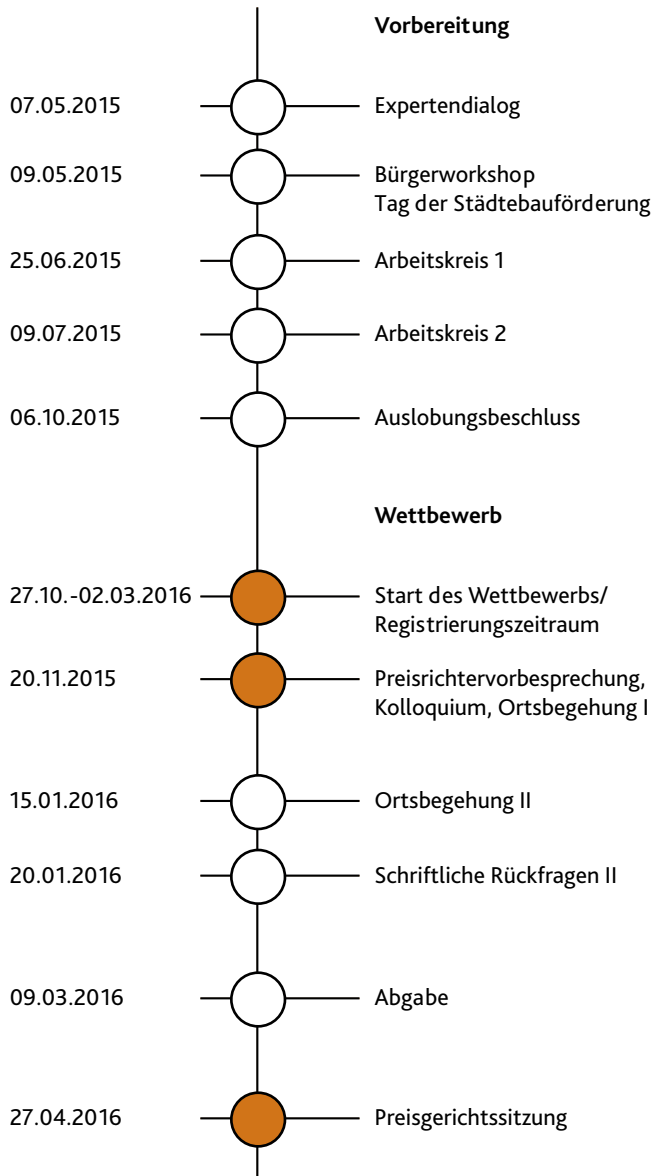 Vorbereitung
07.05.2015 Expertendialog
09.05.2015 Bürgerworkshop
Tag der Städtebauförderung
25.06.2015 Arbeitskreis 1
09.07.2015 Arbeitskreis 2
06.10.2015 Auslobungsbeschluss
Wettbewerb
27.10.-02.03.2016 Start des Wettbewerbs/
Registrierungszeitraum
20.11.2015 Preisrichtervorbesprechung,
Kolloquium, Ortsbegehung I
15.01.2016 Ortsbegehung II
20.01.2016 Schriftliche Rückfragen II
09.03.2016 Abgabe
27.04.2016 Preisgerichtssitzung